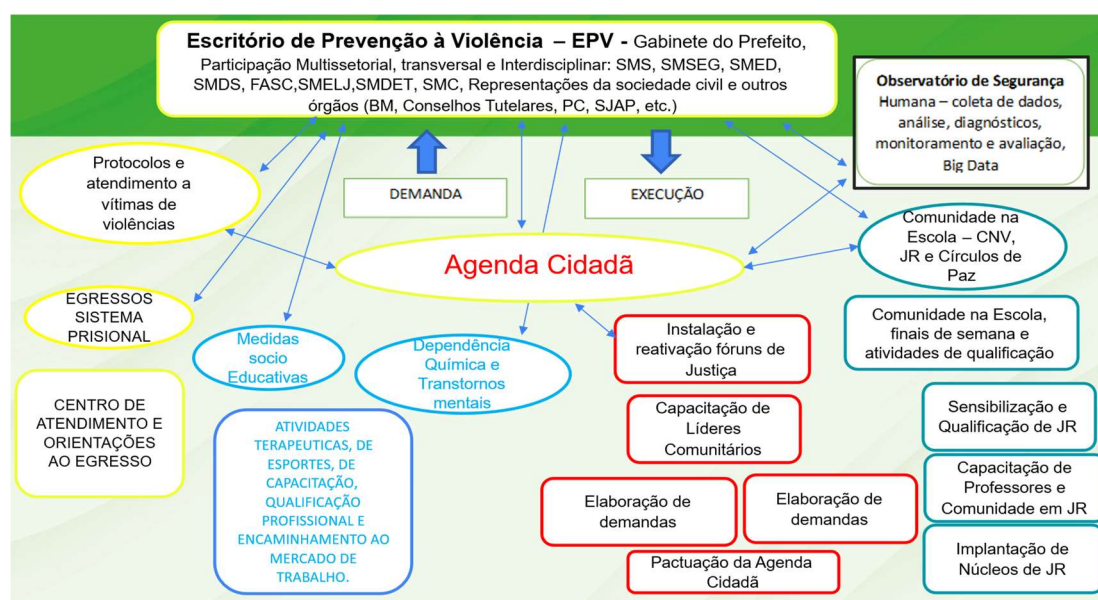 Escritório de Prevenção à Violência – EPV - Gabinete do Prefeito,
Participação Multissetorial, transversal e Interdisciplinar: SMS, SMSEG, SMED,
SMDS, FASC,SMELJ,SMDET, SMC, Representações da sociedade civil e outros
órgãos (BM, Conselhos Tutelares, PC, SJAP, etc.)
Observatório de Segurança
Humana – coleta de dados,
análise, diagnósticos,
monitoramento e avaliação,
Big Data
Protocolos e
atendimento a
vítimas de
violências
DEMANDA
EXECUÇÃO
Comunidade na
Escola – CNV,
JR e Círculos de
Paz
Agenda Cidadã
EGRESSOS
SISTEMA
PRISIONAL
Medidas
socio
Educativas
Dependência
Química e
Transtornos
mentais
Instalação e
reativação fóruns de
Justiça
Comunidade na Escola,
finais de semana e
atividades de qualificação
CENTRO DE
ATENDIMENTO E
ORIENTAÇÕES
AO EGRESSO
ATIVIDADES
TERAPEUTICAS, DE
ESPORTES, DE
CAPACITAÇÃO,
QUALIFICAÇÃO
PROFISSIONAL E
ENCAMINHAMENTO AO
MERCADO DE
TRABALHO.
Capacitação de
Líderes
Comunitários
Sensibilização e
Qualificação de JR
Elaboração de
demandas
Elaboração de
demandas
Capacitação de
Professores e
Comunidade em JR
Pactuação da Agenda
Cidadã
Implantação de
Núcleos de JR